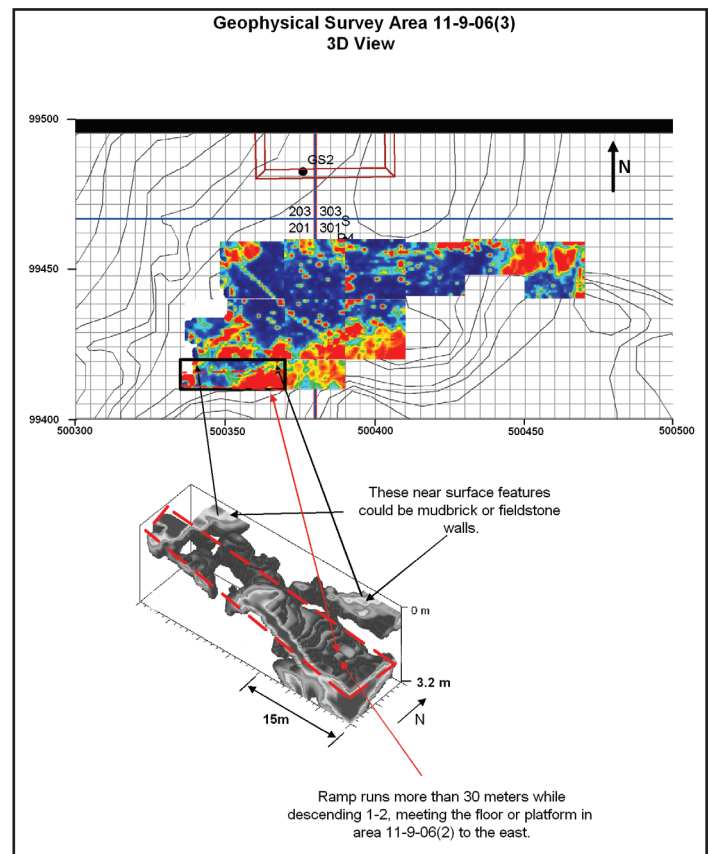 Geophysical Survey Area 11-9-06(3)
3D View
99500
GS2
N
203 303
S
201 301
99450
99400
500300 500350 500400 500450 500500
These near surface features
could be mudbrick or fieldstone
walls.
0 m
3.2 m
15m
N
Ramp runs more than 30 meters while
descending 1-2, meeting the floor or platform in
area 11-9-06(2) to the east.